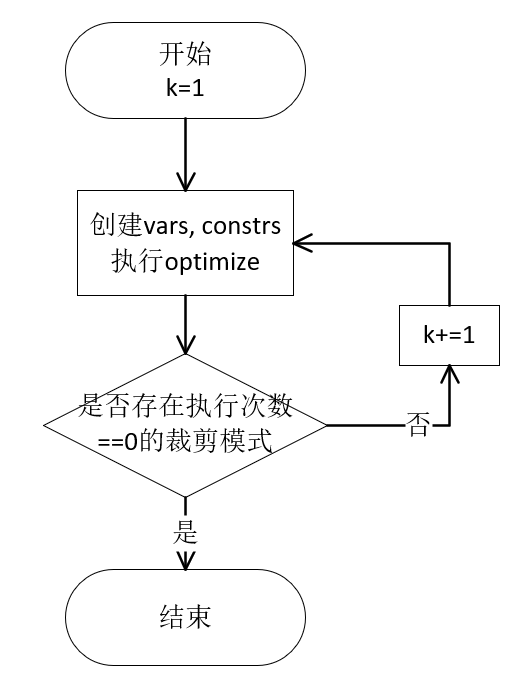 开始
k=1
创建vars, constrs
执行optimize
k+=1
是否存在执行次数
==0的裁剪模式
否
是
结束